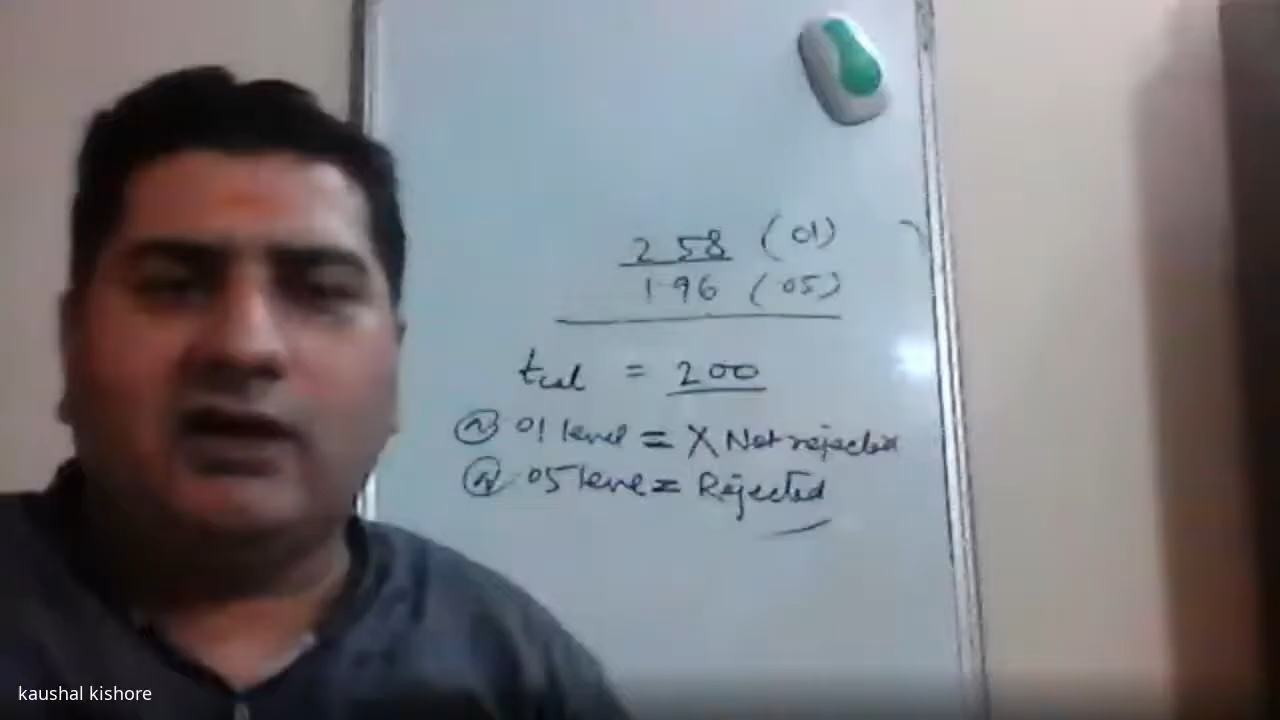 2.58 (.01)
1.96 (.05)
tcal = 2.00
@ .01 level = X Not rejected
@ .05 level = Rejected
kaushal kishore